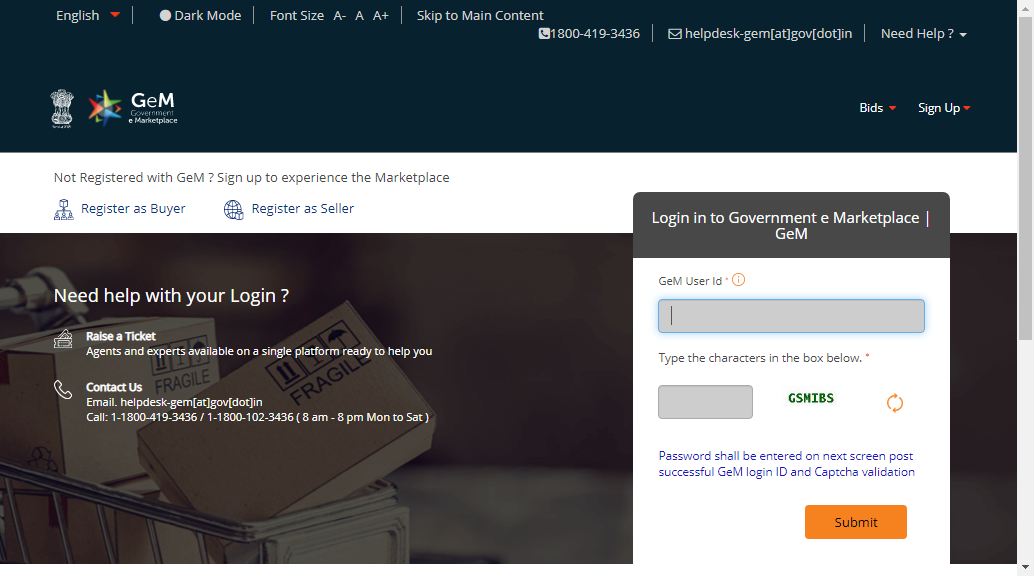 English
Dark Mode
Font Size A- A A+
Skip to Main Content
1800-419-3436
helpdesk-gem[at]gov[dot]in
Need Help ?
GeM
Government
e Marketplace
Bids
Sign Up
Not Registered with GeM ? Sign up to experience the Marketplace
Register as Buyer
Register as Seller
Login in to Government e Marketplace |
GeM
Need help with your Login ?
Raise a Ticket
Agents and experts available on a single platform ready to help you
Contact Us
Email. helpdesk-gem[at]gov[dot]in
Call: 1-1800-419-3436 / 1-1800-102-3436 ( 8 am - 8 pm Mon to Sat )
FRAGILE
FRAGILE
GeM User Id *
Type the characters in the box below. *
GSMIBS
Password shall be entered on next screen post
successful GeM login ID and Captcha validation
Submit